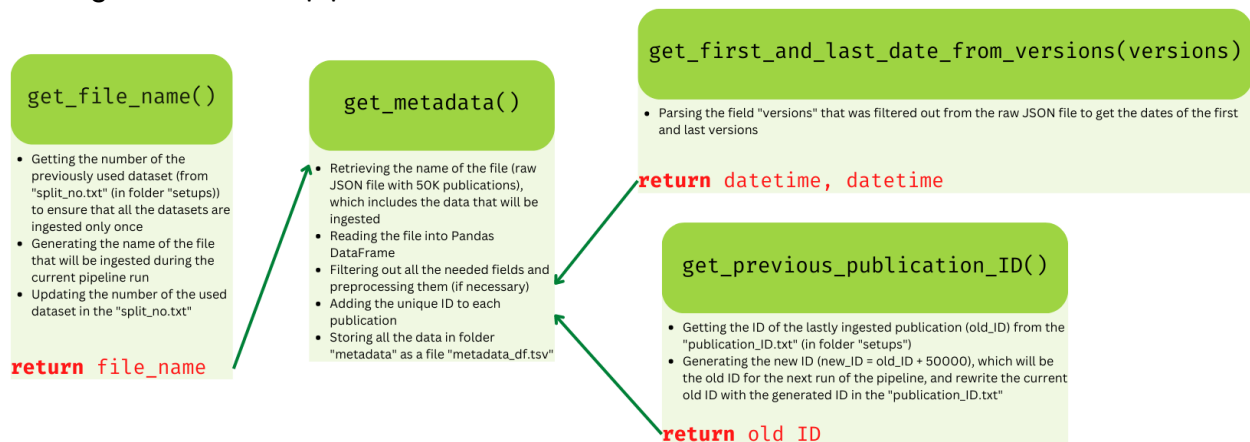 get_file_name()
• Getting the number of the
previously used dataset (from
"split_no.txt" (in folder "setups))
to ensure that all the datasets are
ingested only once
• Generating the name of the file
that will be ingested during the
current pipeline run
• Updating the number of the used
dataset in the "split_no.txt"
return file_name
get_metadata()
• Retrieving the name of the file (raw
JSON file with 50K publications),
which includes the data that will be
ingested
• Reading the file into Pandas
DataFrame
• Filtering out all the needed fields and
preprocessing them (if necessary)
• Adding the unique ID to each
publication
• Storing all the data in folder
"metadata" as a file "metadata_df.tsv"
get_first_and_last_date_from_versions(versions)
• Parsing the field "versions" that was filtered out from the raw JSON file to get the dates of the first
and last versions
return datetime, datetime
get_previous_publication_ID()
• Getting the ID of the lastly ingested publication (old_ID) from the
"publication_ID.txt" (in folder "setups")
• Generating the new ID (new_ID = old_ID + 50000), which will be
the old ID for the next run of the pipeline, and rewrite the current
old ID with the generated ID in the "publication_ID.txt"
return old ID